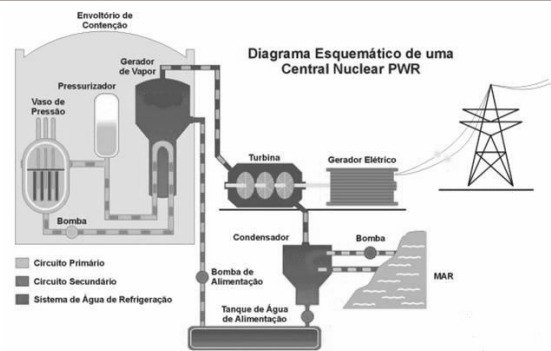 Envoltório de
Contenção
Diagrama Esquemático de uma
Central Nuclear PWR
Gerador
de Vapor
Pressurizador
Vaso de
Pressão
Turbina
Gerador Elétrico
Bomba
Condensador
Bomba
Circuito Primário
Circuito Secundário
Sistema de Água de Refrigeração
Bomba de
Alimentação
MAR
Tanque de Água
de Alimentação